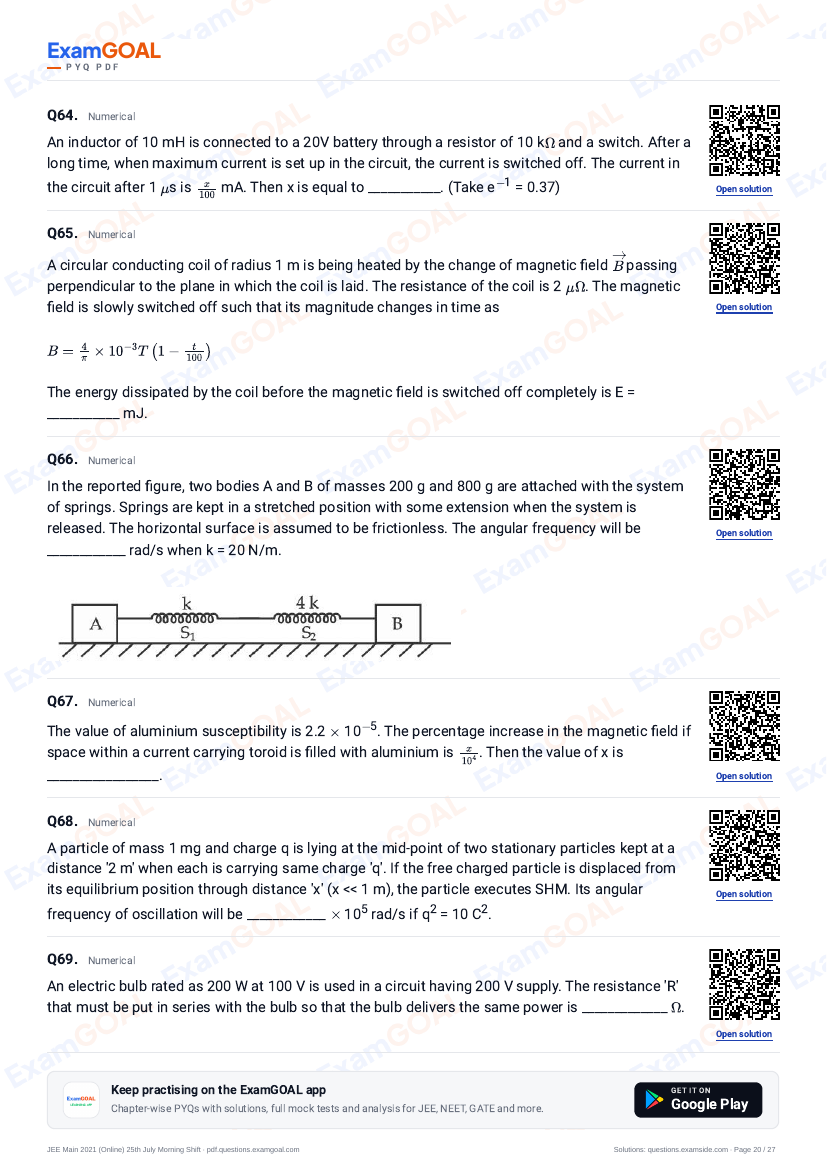 ExamGOAL
PYQ PDF
Q64. Numerical
An inductor of 10 mH is connected to a 20V battery through a resistor of 10 kΩ and a switch. After a
long time, when maximum current is set up in the circuit, the current is switched off. The current in
the circuit after 1 μs is x/100 mA. Then x is equal to ___________. (Take e⁻¹ = 0.37)
Open solution
Q65. Numerical
A circular conducting coil of radius 1 m is being heated by the change of magnetic field B⃗ passing
perpendicular to the plane in which the coil is laid. The resistance of the coil is 2 μΩ. The magnetic
field is slowly switched off such that its magnitude changes in time as
B = 4/π × 10⁻³T (1 − t/100)
The energy dissipated by the coil before the magnetic field is switched off completely is E =
___________ mJ.
Open solution
Q66. Numerical
In the reported figure, two bodies A and B of masses 200 g and 800 g are attached with the system
of springs. Springs are kept in a stretched position with some extension when the system is
released. The horizontal surface is assumed to be frictionless. The angular frequency will be
____________ rad/s when k = 20 N/m.
Open solution
k 4 k
A B
S₁ S₂
Q67. Numerical
The value of aluminium susceptibility is 2.2 × 10⁻⁵. The percentage increase in the magnetic field if
space within a current carrying toroid is filled with aluminium is x/10⁴. Then the value of x is
_________________.
Open solution
Q68. Numerical
A particle of mass 1 mg and charge q is lying at the mid-point of two stationary particles kept at a
distance '2 m' when each is carrying same charge 'q'. If the free charged particle is displaced from
its equilibrium position through distance 'x' (x << 1 m), the particle executes SHM. Its angular
frequency of oscillation will be ____________ × 10⁵ rad/s if q² = 10 C².
Open solution
Q69. Numerical
An electric bulb rated as 200 W at 100 V is used in a circuit having 200 V supply. The resistance 'R'
that must be put in series with the bulb so that the bulb delivers the same power is _____________ Ω.
Open solution
ExamGOAL
Keep practising on the ExamGOAL app
Chapter-wise PYQs with solutions, full mock tests and analysis for JEE, NEET, GATE and more.
GET IT ON
Google Play
JEE Main 2021 (Online) 25th July Morning Shift · pdf.questions.examgoal.com
Solutions: questions.examside.com · Page 20 / 27